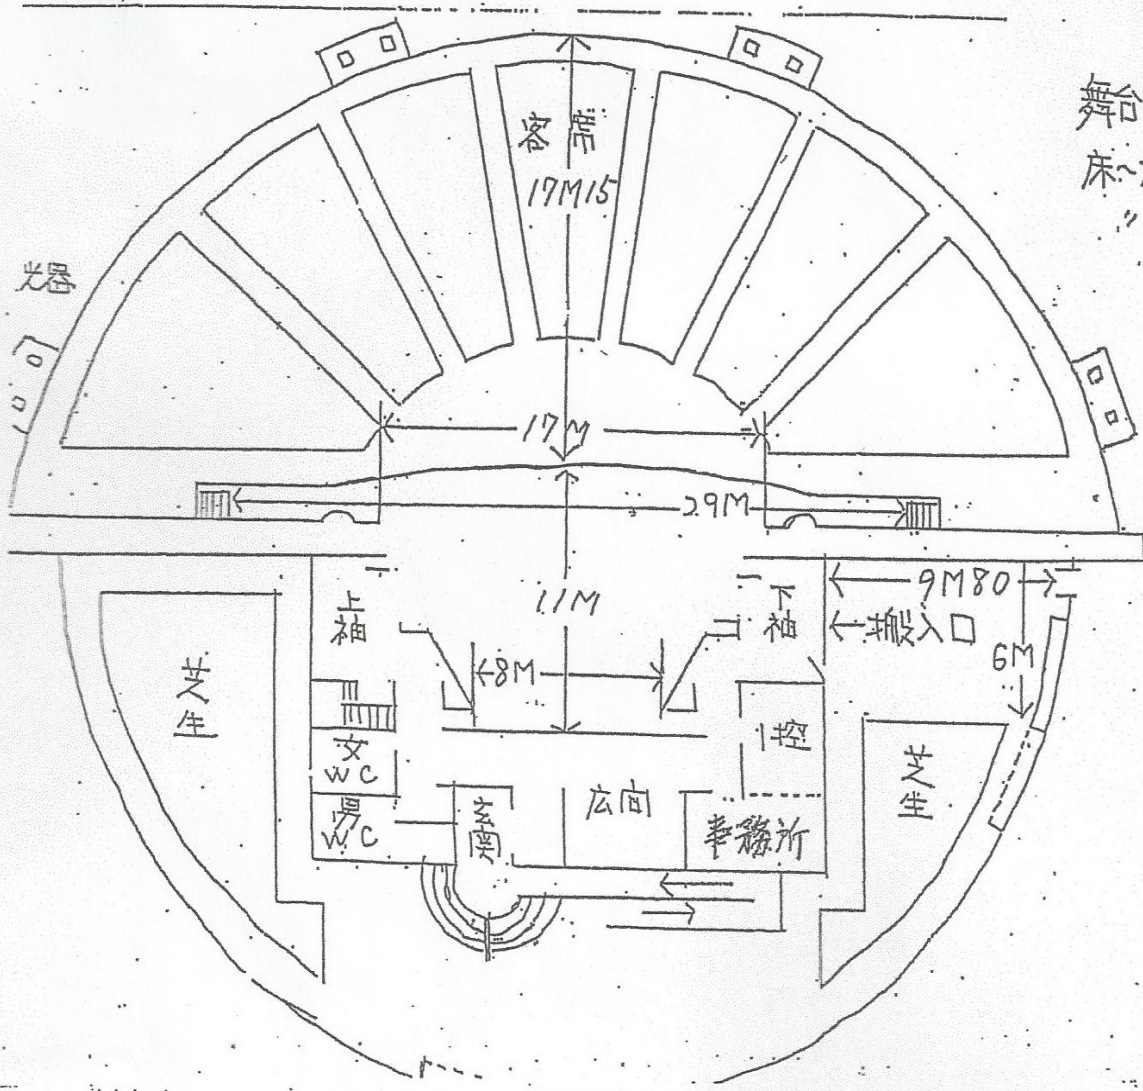 舞台
床~
〃
客席
17M15
光器
17M
29M
11M
上袖
下袖
9M80
←搬入口
6M
8M
芝生
女
WC
男
WC
玄関
広間
控
事務所
芝生